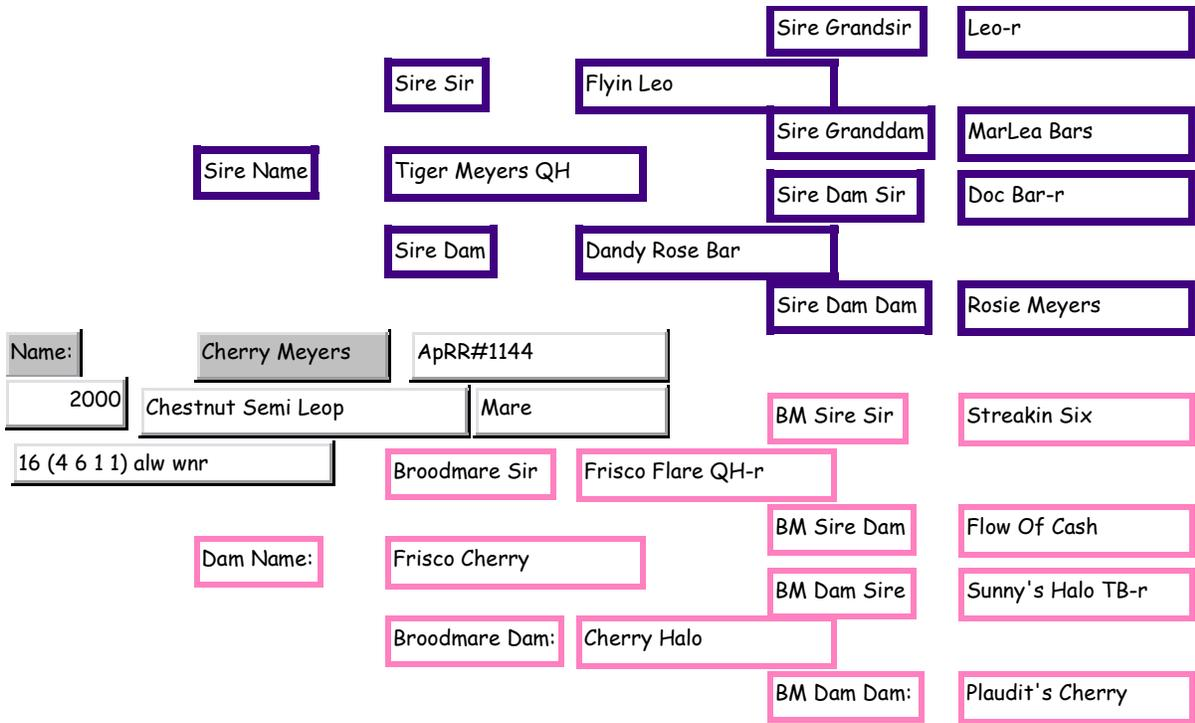 Sire Grandsir Leo-r
Sire Sir Flyin Leo
Sire Granddam MarLea Bars
Sire Name Tiger Meyers QH
Sire Dam Sir Doc Bar-r
Sire Dam Dandy Rose Bar
Sire Dam Dam Rosie Meyers
Name: Cherry Meyers ApRR#1144
2000 Chestnut Semi Leop Mare
BM Sire Sir Streakin Six
16 (4 6 1 1) alw wnr
Broodmare Sir Frisco Flare QH-r
BM Sire Dam Flow Of Cash
Dam Name: Frisco Cherry
BM Dam Sire Sunny's Halo TB-r
Broodmare Dam: Cherry Halo
BM Dam Dam: Plaudit's Cherry